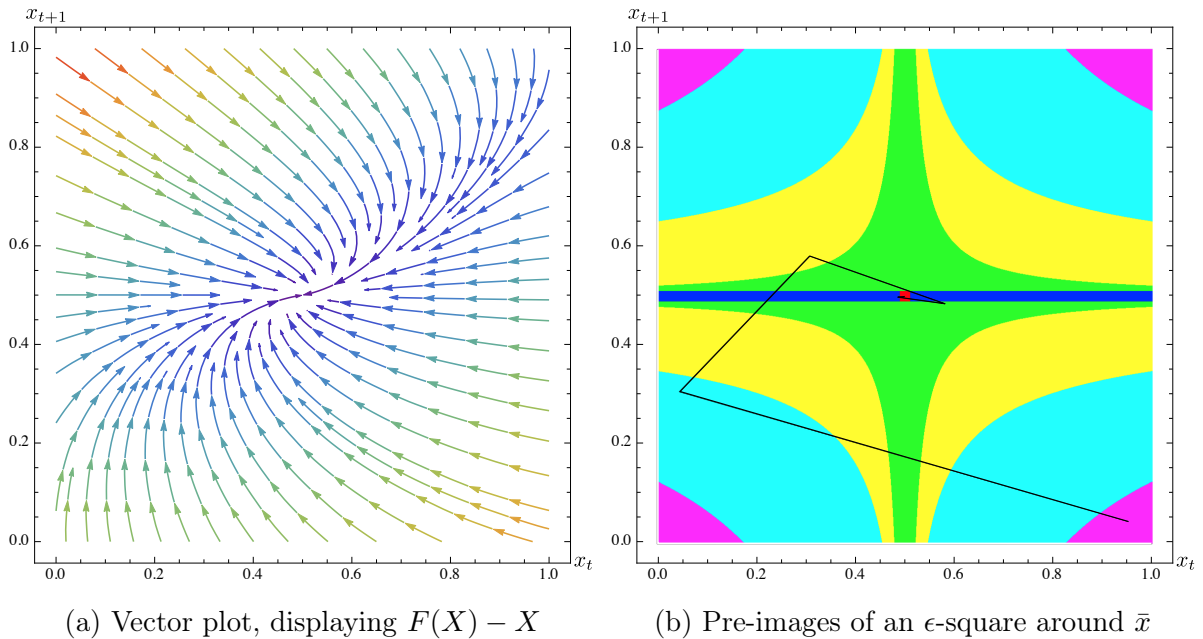 $x_{t+1}$
1.0
0.8
0.6
0.4
0.2
0.0
0.0 0.2 0.4 0.6 0.8 1.0
$x_t$
(a) Vector plot, displaying $F(X) - X$
$x_{t+1}$
1.0
0.8
0.6
0.4
0.2
0.0
0.0 0.2 0.4 0.6 0.8 1.0
$x_t$
(b) Pre-images of an $\epsilon$-square around $\bar{x}$